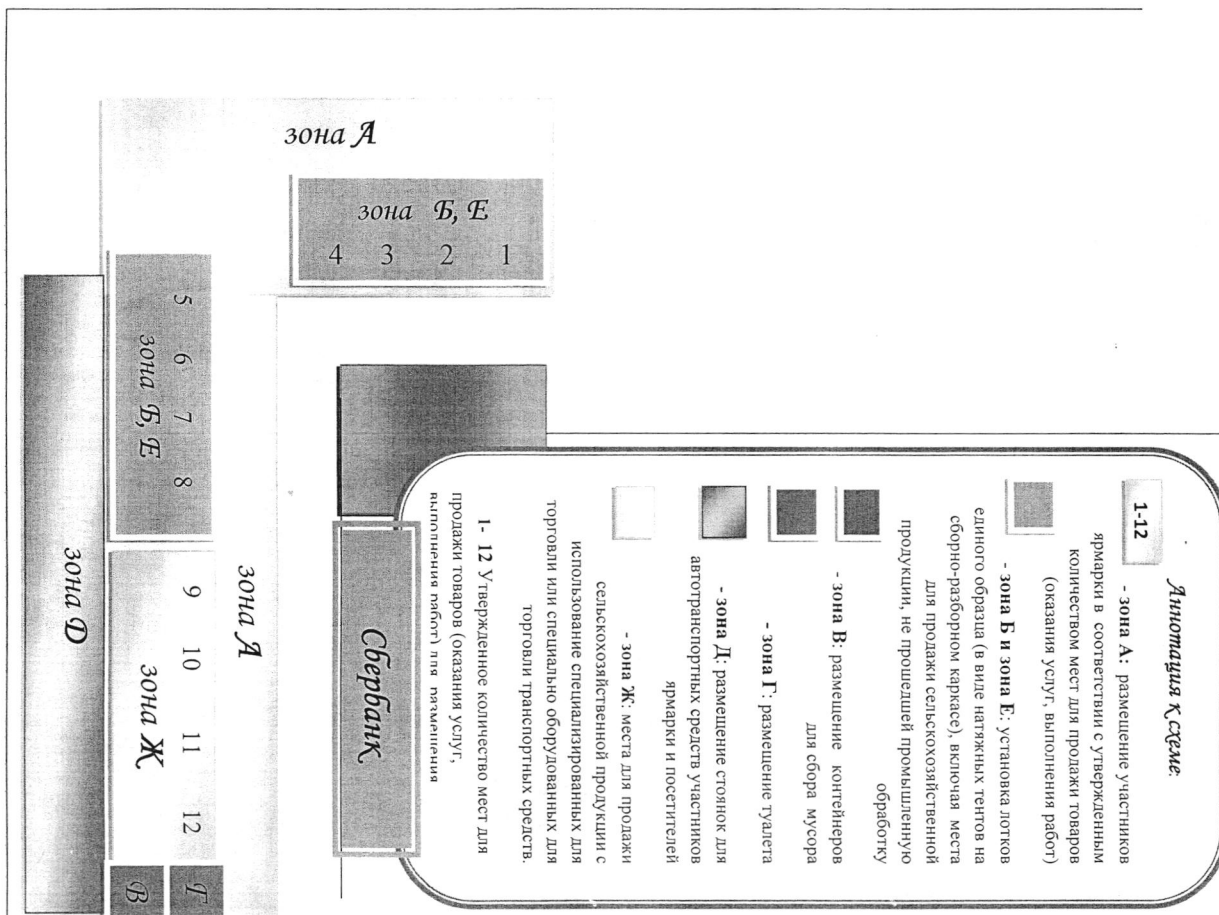 Аннотация к схеме.
1-12
- зона А: размещение участников
ярмарки в соответствии с утвержденным
количеством мест для продажи товаров
(оказания услуг, выполнения работ)
- зона Б и зона Е: установка лотков
единого образца (в виде натяжных тентов на
сборно-разборном каркасе), включая места
для продажи сельскохозяйственной
продукции, не прошедшей промышленную
обработку
- зона В: размещение контейнеров
для сбора мусора
- зона Г: размещение туалета
- зона Д: размещение стоянок для
автотранспортных средств участников
ярмарки и посетителей
- зона Ж: места для продажи
сельскохозяйственной продукции с
использование специализированных для
торговли или специально оборудованных для
торговли транспортных средств.
1- 12 Утвержденное количество мест для
продажи товаров (оказания услуг,
выполнения работ) для размещения
Сбербанк
зона А
зона Б, Е
4 3 2 1
зона А
5 6 7 8
зона Б, Е
9 10 11 12
зона Ж
Г
В
зона D